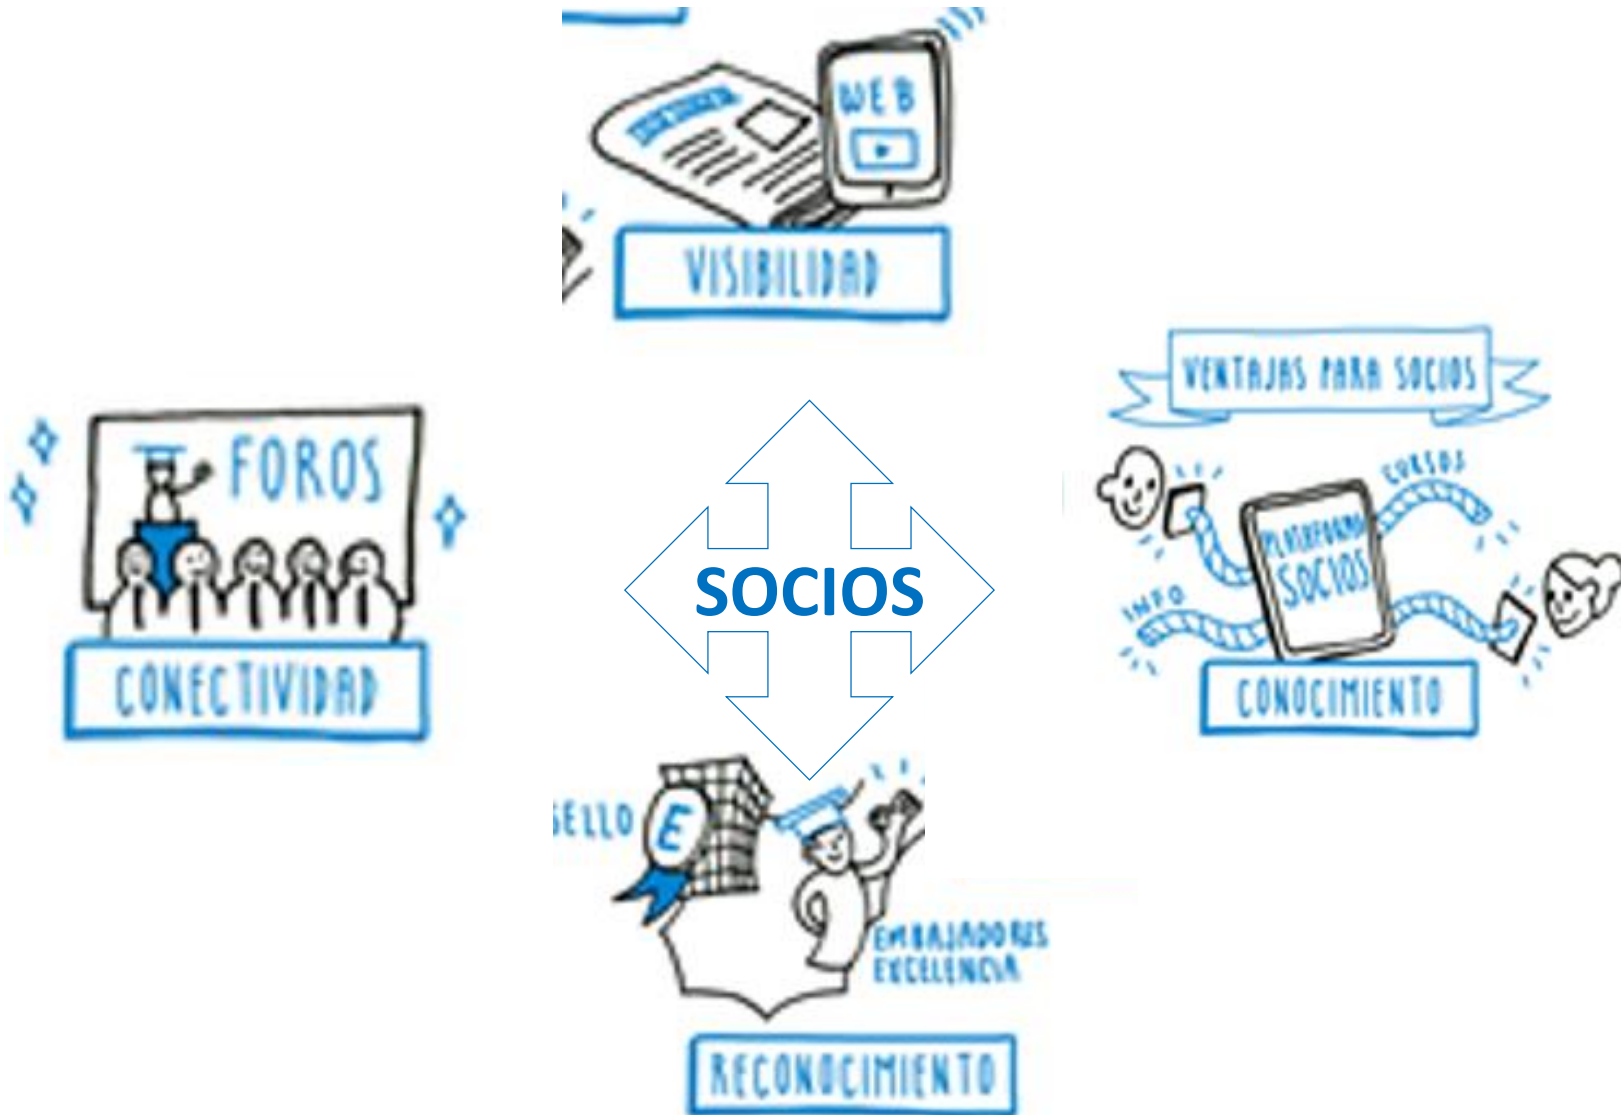 WEB
VISIBILIDAD
VENTAJAS PARA SOCIOS
FOROS
CURSOS
PLATAFORMA
SOCIOS
INFO
SOCIOS
CONECTIVIDAD
CONOCIMIENTO
SELLO
E
EMBAJADORES
EXCELENCIA
RECONOCIMIENTO